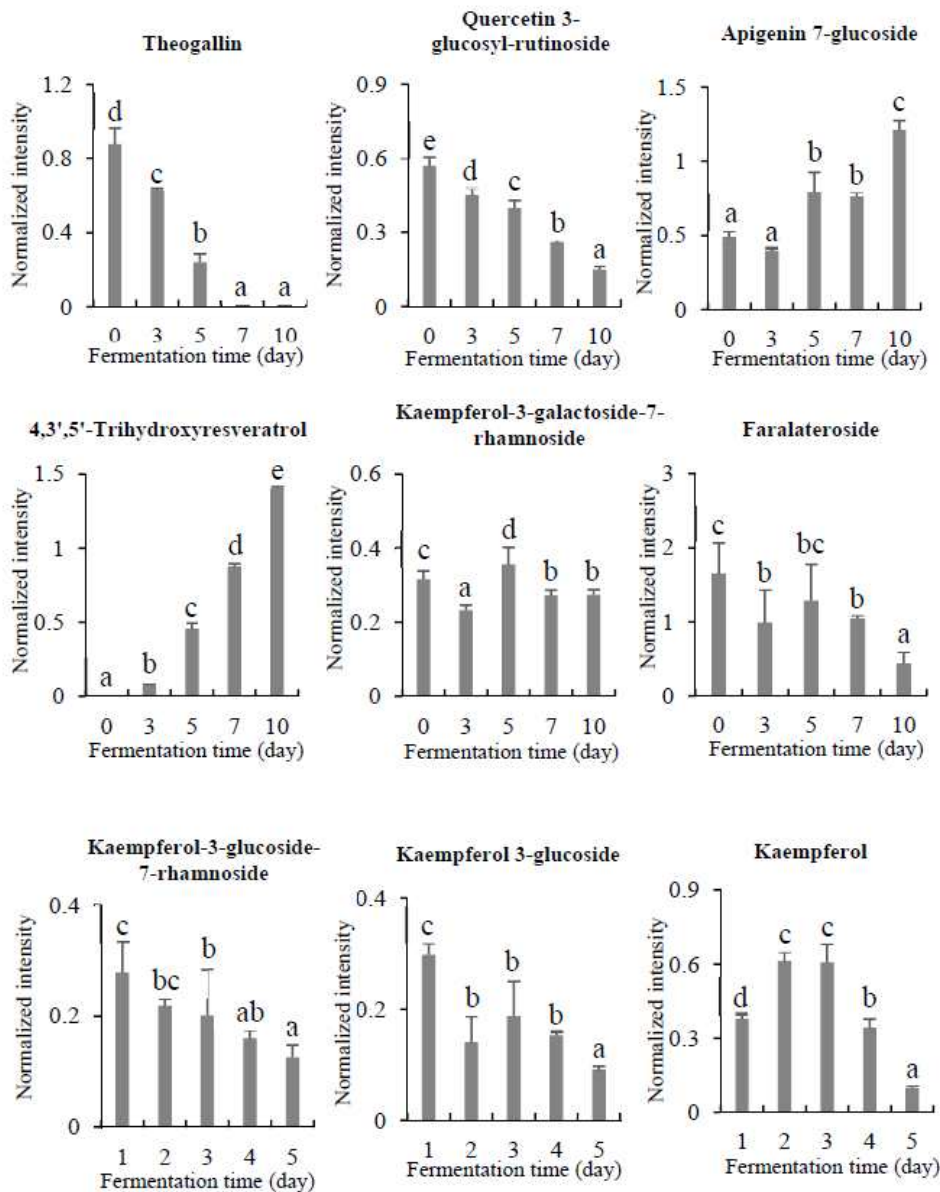 Theogallin
Quercetin 3-
glucosyl-rutinoside
Apigenin 7-glucoside
Normalized intensity
1.2
0.8
0.4
0
d
c
b
a
a
0 3 5 7 10
Fermentation time (day)
Normalized intensity
0.9
0.6
0.3
0
e
d
c
b
a
0 3 5 7 10
Fermentation time (day)
Normalized intensity
1.5
1
0.5
0
a
a
b
b
c
0 3 5 7 10
Fermentation time (day)
4,3',5'-Trihydroxyresveratrol
Kaempferol-3-galactoside-7-
rhamnoside
Faralateroside
Normalized intensity
1.5
1
0.5
0
a
b
c
d
e
0 3 5 7 10
Fermentation time (day)
Normalized intensity
0.6
0.4
0.2
0
c
a
d
b
b
0 3 5 7 10
Fermentation time (day)
Normalized intensity
3
2
1
0
c
b
bc
b
a
0 3 5 7 10
Fermentation time (day)
Kaempferol-3-glucoside-
7-rhamnoside
Kaempferol 3-glucoside
Kaempferol
Normalized intensity
0.4
0.2
0
c
bc
b
ab
a
1 2 3 4 5
Fermentation time (day)
Normalized intensity
0.4
0.2
0
c
b
b
b
a
1 2 3 4 5
Fermentation time (day)
Normalized intensity
0.9
0.6
0.3
0
d
c
c
b
a
1 2 3 4 5
Fermentation time (day)